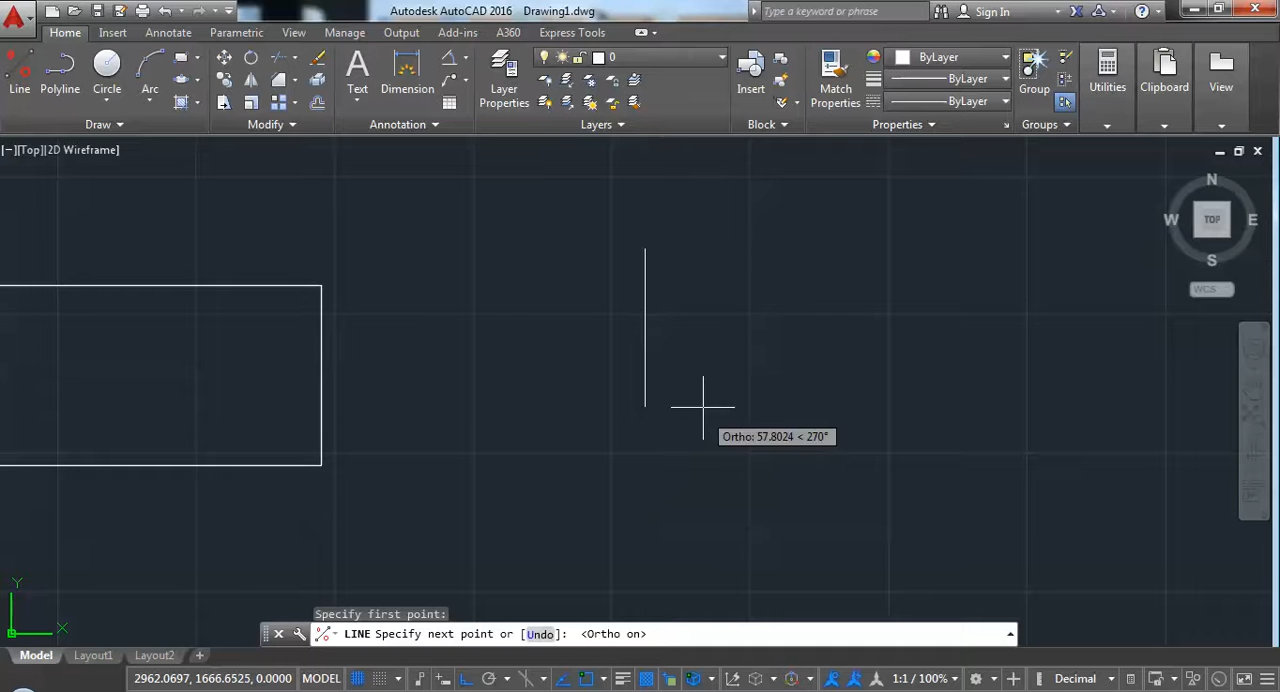 Autodesk AutoCAD 2016 Drawing1.dwg
Type a keyword or phrase
Sign In
Home Insert Annotate Parametric View Manage Output Add-ins A360 Express Tools
0
ByLayer
ByLayer
ByLayer
Line Polyline Circle Arc
Text Dimension
Layer Properties
Insert
Match Properties
Group
Utilities Clipboard View
Draw Modify Annotation Layers Block Properties Groups
[−][Top][2D Wireframe]
N
W TOP E
S
WCS
Ortho: 57.8024 < 270°
Y
X
Specify first point:
LINE Specify next point or [Undo]: <Ortho on>
Model Layout1 Layout2 +
2962.0697, 1666.6525, 0.0000 MODEL 1:1 / 100% Decimal